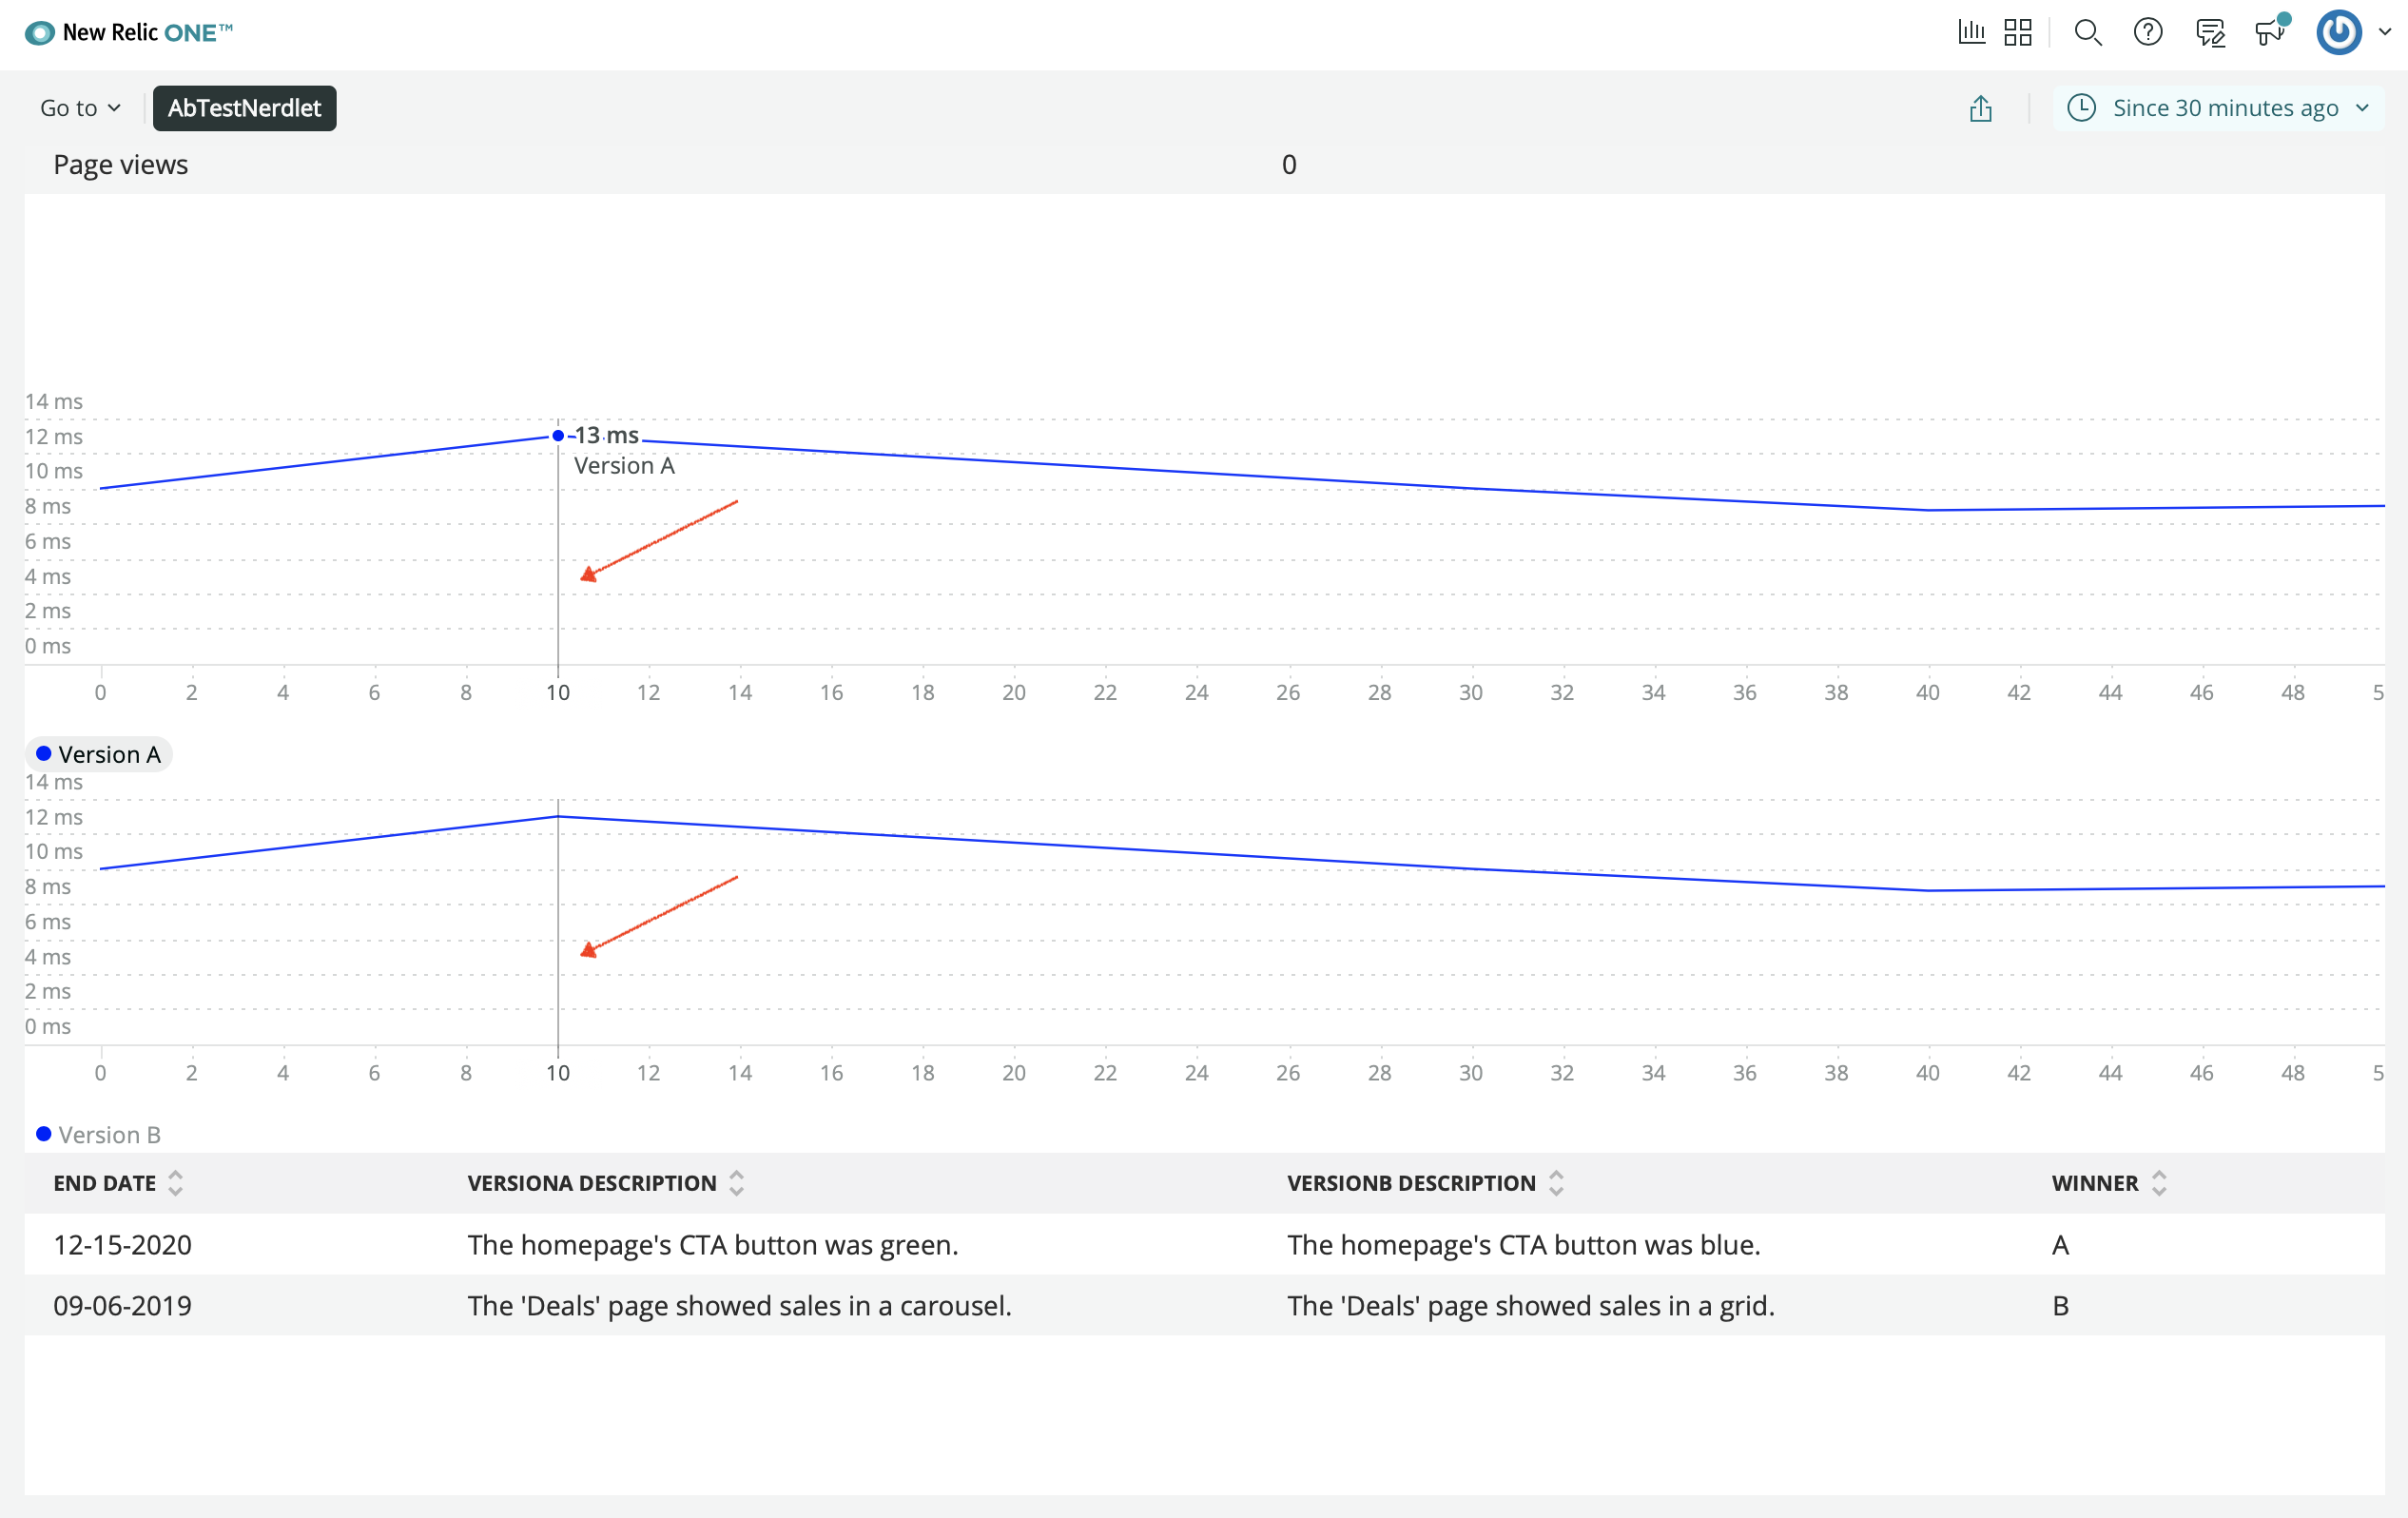 New Relic ONE™
Go to
AbTestNerdlet
Since 30 minutes ago
Page views 0
14 ms
12 ms
10 ms
8 ms
6 ms
4 ms
2 ms
0 ms
13 ms
Version A
0 2 4 6 8 10 12 14 16 18 20 22 24 26 28 30 32 34 36 38 40 42 44 46 48 5
Version A
14 ms
12 ms
10 ms
8 ms
6 ms
4 ms
2 ms
0 ms
0 2 4 6 8 10 12 14 16 18 20 22 24 26 28 30 32 34 36 38 40 42 44 46 48 5
Version B
END DATE VERSIONA DESCRIPTION VERSIONB DESCRIPTION WINNER
12-15-2020 The homepage's CTA button was green. The homepage's CTA button was blue. A
09-06-2019 The 'Deals' page showed sales in a carousel. The 'Deals' page showed sales in a grid. B